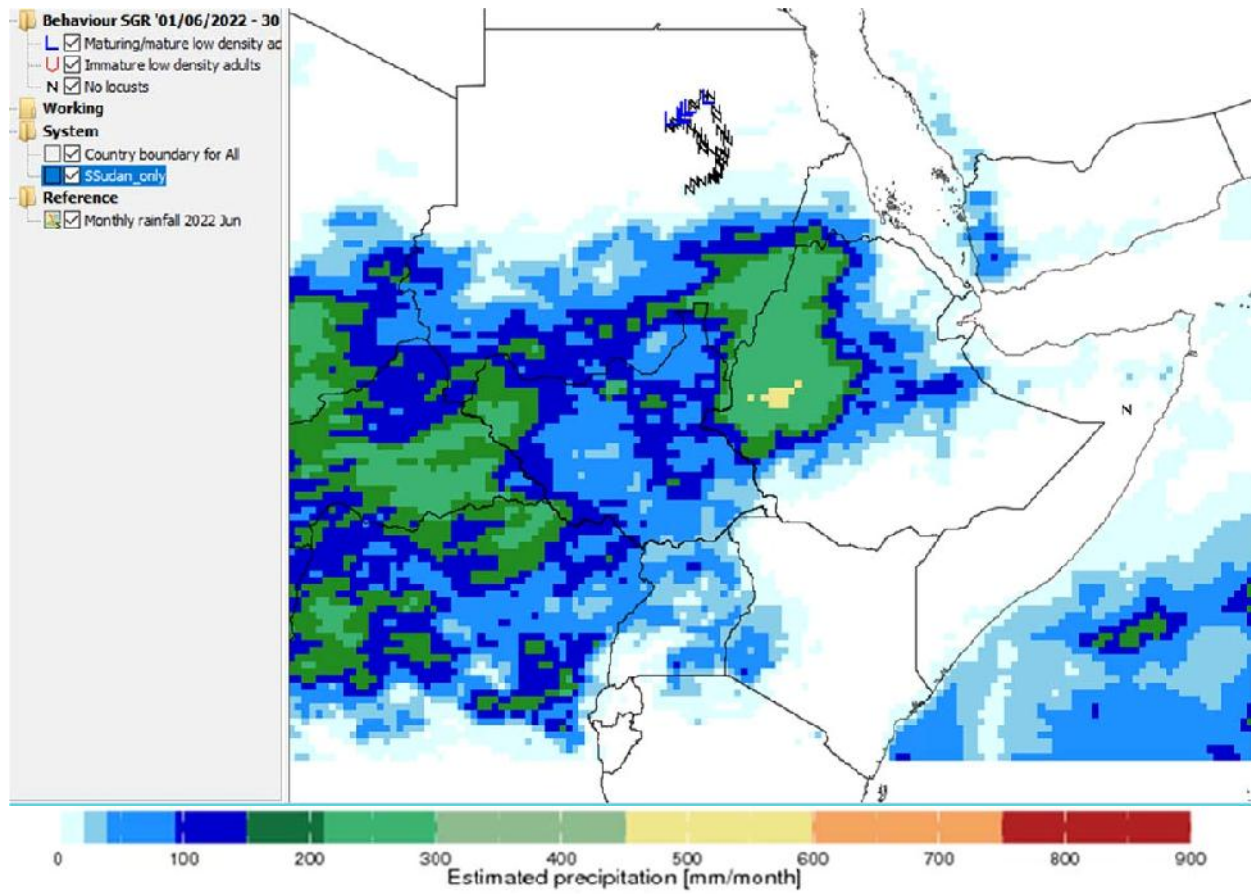 Behaviour SGR '01/06/2022 - 30
Maturing/mature low density ad
Immature low density adults
N No locusts
Working
System
Country boundary for All
SSudan_only
Reference
Monthly rainfall 2022 Jun
N
0 100 200 300 400 500 600 700 800 900
Estimated precipitation [mm/month]